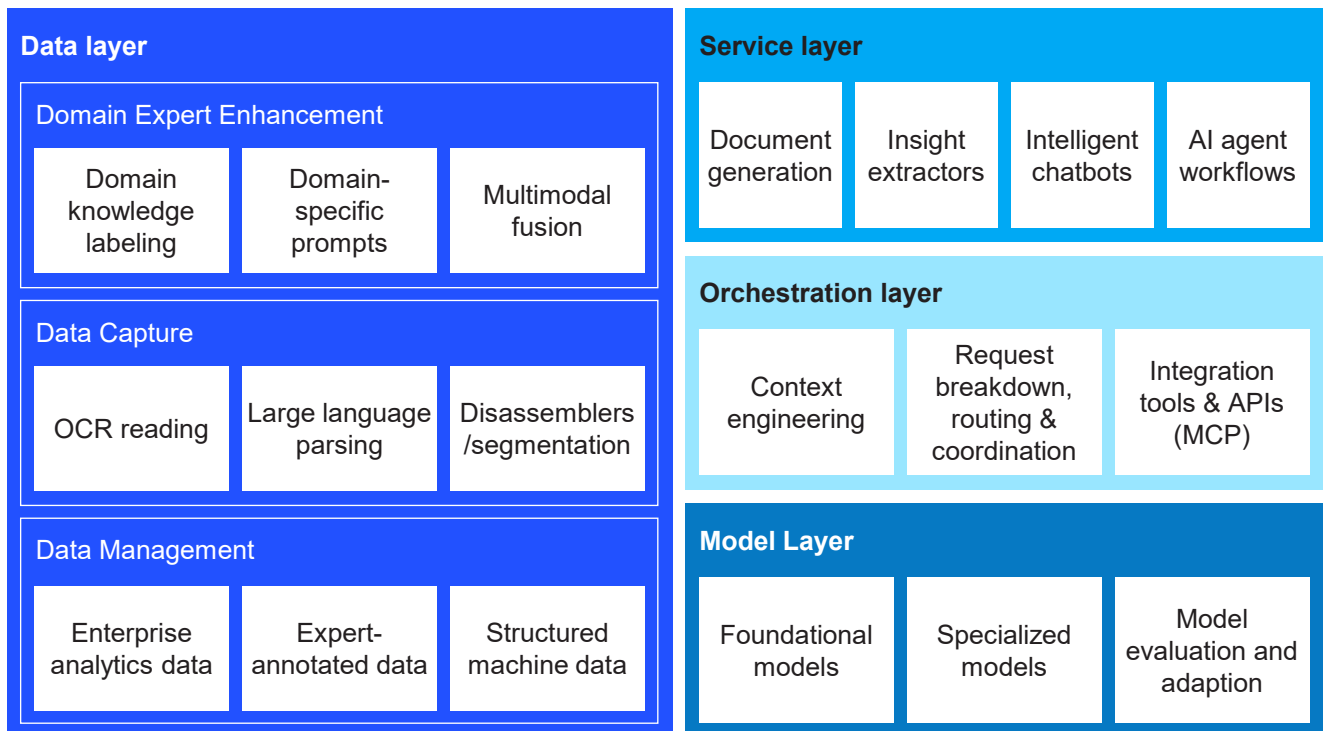 Data layer
Domain Expert Enhancement
Domain
knowledge
labeling
Domain-
specific
prompts
Multimodal
fusion
Data Capture
OCR reading
Large language
parsing
Disassemblers
/segmentation
Data Management
Enterprise
analytics data
Expert-
annotated data
Structured
machine data
Service layer
Document
generation
Insight
extractors
Intelligent
chatbots
AI agent
workflows
Orchestration layer
Context
engineering
Request
breakdown,
routing &
coordination
Integration
tools & APIs
(MCP)
Model Layer
Foundational
models
Specialized
models
Model
evaluation and
adaption